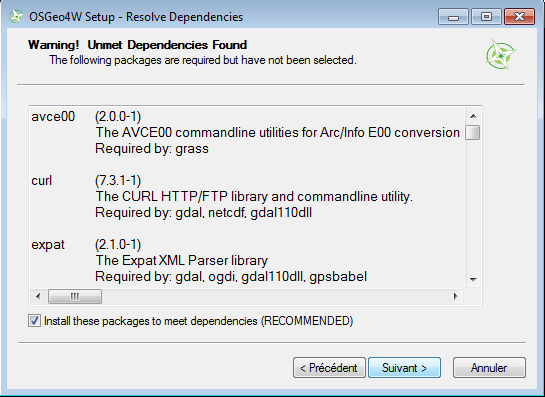 OSGeo4W Setup - Resolve Dependencies
Warning! Unmet Dependencies Found
The following packages are required but have not been selected.
avce00 (2.0.0-1)
The AVCE00 commandline utilities for Arc/Info E00 conversion
Required by: grass
curl (7.3.1-1)
The CURL HTTP/FTP library and commandline utility.
Required by: gdal, netcdf, gdal110dll
expat (2.1.0-1)
The Expat XML Parser library
Required by: gdal, ogdi, gdal110dll, gpsbabel
Install these packages to meet dependencies (RECOMMENDED)
< Précédent Suivant > Annuler